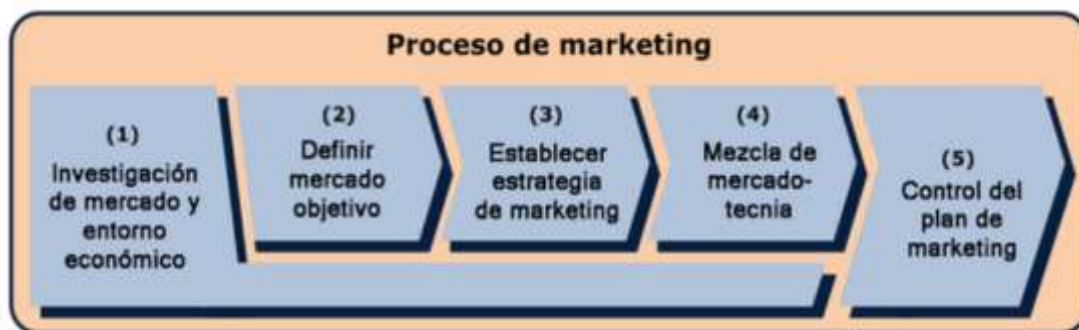 Proceso de marketing
(1)
Investigación
de mercado y
entorno
económico
(2)
Definir
mercado
objetivo
(3)
Establecer
estrategia
de marketing
(4)
Mezcla de
mercado-
tecnia
(5)
Control del
plan de
marketing